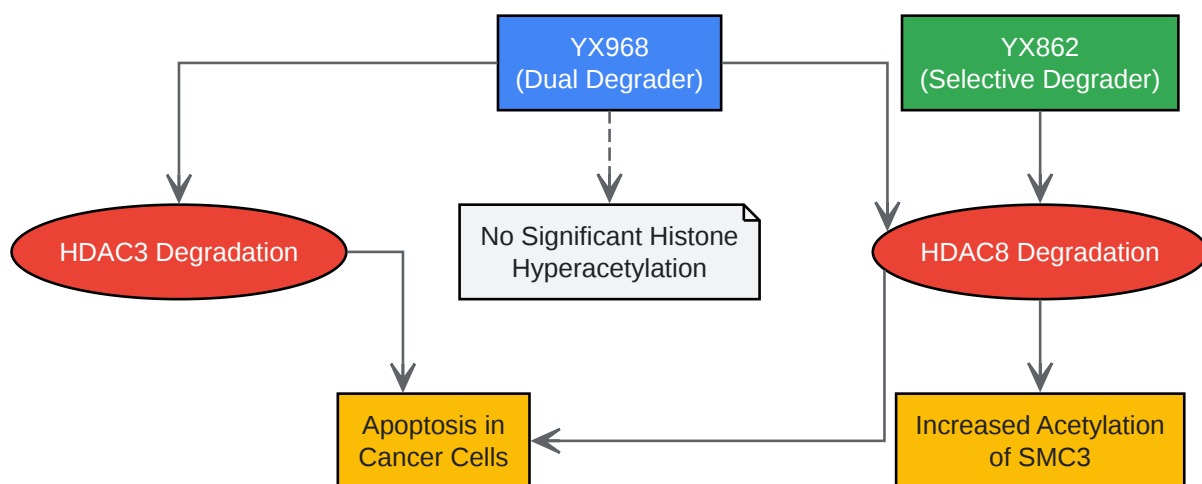 YX968
(Dual Degrader)
YX862
(Selective Degrader)
HDAC3 Degradation
No Significant Histone
Hyperacetylation
HDAC8 Degradation
Apoptosis in
Cancer Cells
Increased Acetylation
of SMC3